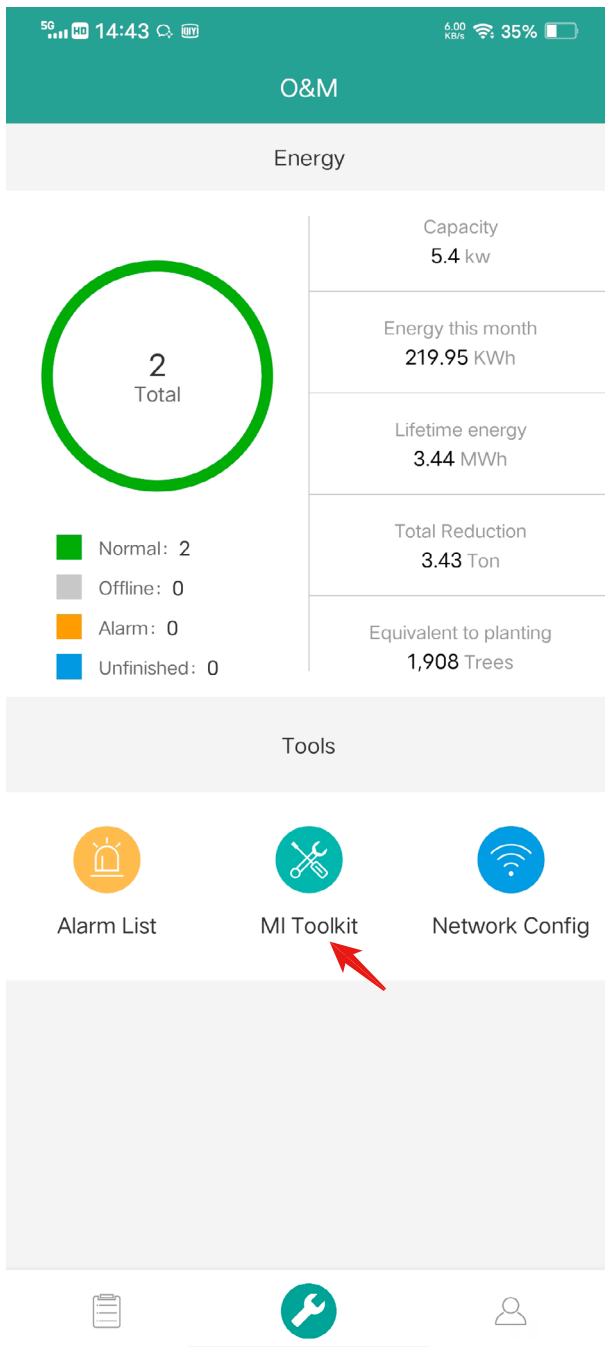 5G HD 14:43 DIY 6.00 KB/s 35%
O&M
Energy
2
Total
Normal: 2
Offline: 0
Alarm: 0
Unfinished: 0
Capacity
5.4 kw
Energy this month
219.95 KWh
Lifetime energy
3.44 MWh
Total Reduction
3.43 Ton
Equivalent to planting
1,908 Trees
Tools
Alarm List
MI Toolkit
Network Config